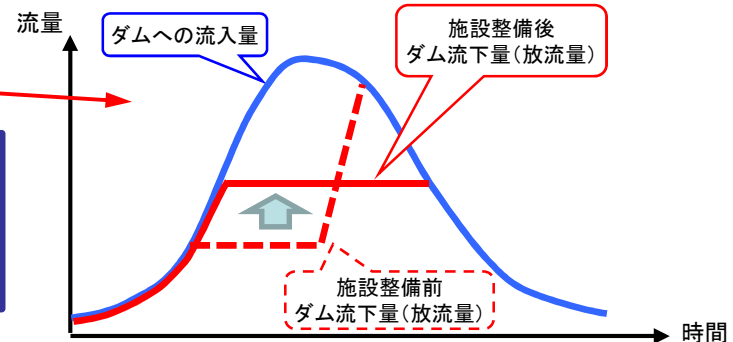 流量
ダムへの流入量
施設整備後
ダム流下量(放流量)
施設整備前
ダム流下量(放流量)
時間